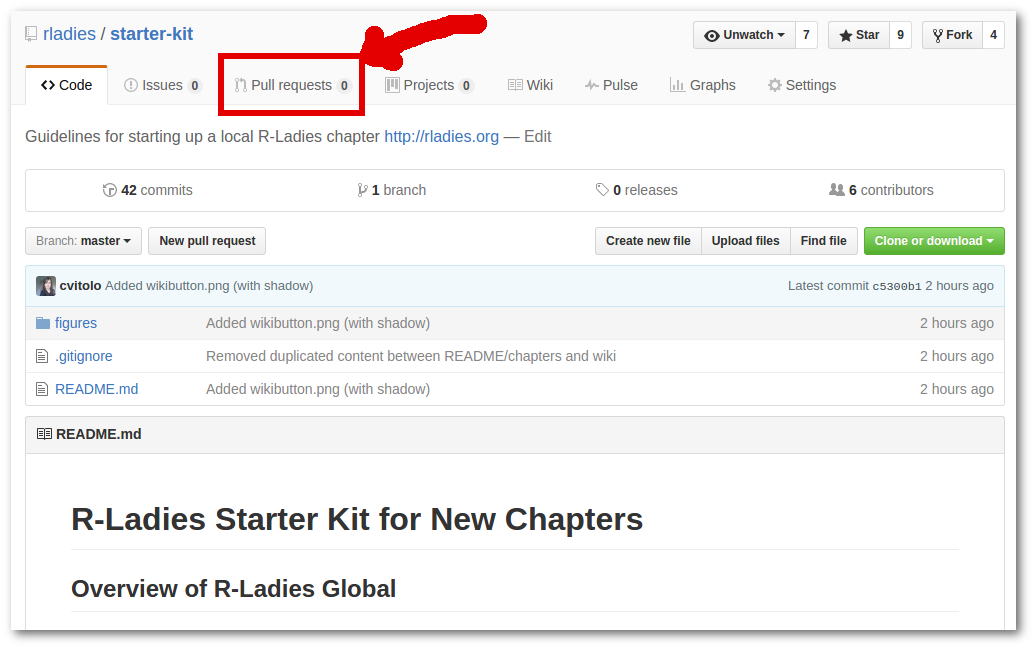 rladies / starter-kit
Unwatch 7 Star 9 Fork 4
Code Issues 0 Pull requests 0 Projects 0 Wiki Pulse Graphs Settings
Guidelines for starting up a local R-Ladies chapter http://rladies.org — Edit
42 commits 1 branch 0 releases 6 contributors
Branch: master New pull request Create new file Upload files Find file Clone or download
cvitolo Added wikibutton.png (with shadow) Latest commit c5300b1 2 hours ago
figures Added wikibutton.png (with shadow) 2 hours ago
.gitignore Removed duplicated content between README/chapters and wiki 2 hours ago
README.md Added wikibutton.png (with shadow) 2 hours ago
README.md
R-Ladies Starter Kit for New Chapters
Overview of R-Ladies Global